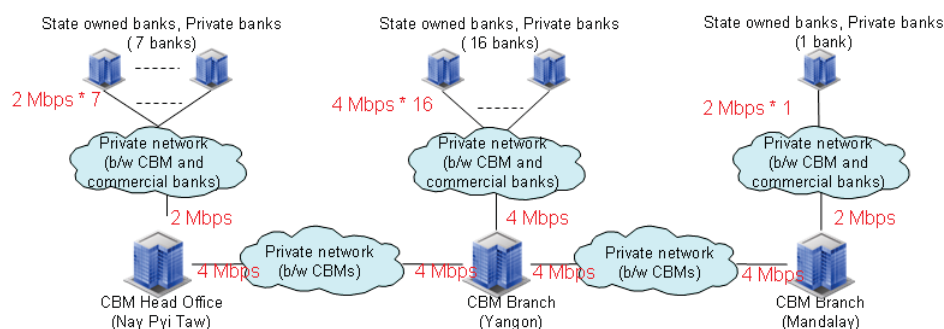 State owned banks, Private banks
( 7 banks)
State owned banks, Private banks
( 16 banks)
State owned banks, Private banks
(1 bank)
2 Mbps * 7
4 Mbps * 16
2 Mbps * 1
Private network
(b/w CBM and
commercial banks)
Private network
(b/w CBM and
commercial banks)
Private network
(b/w CBM and
commercial banks)
2 Mbps
4 Mbps
2 Mbps
Private network
(b/w CBMs)
Private network
(b/w CBMs)
4 Mbps
4 Mbps
4 Mbps
4 Mbps
CBM Head Office
(Nay Pyi Taw)
CBM Branch
(Yangon)
CBM Branch
(Mandalay)